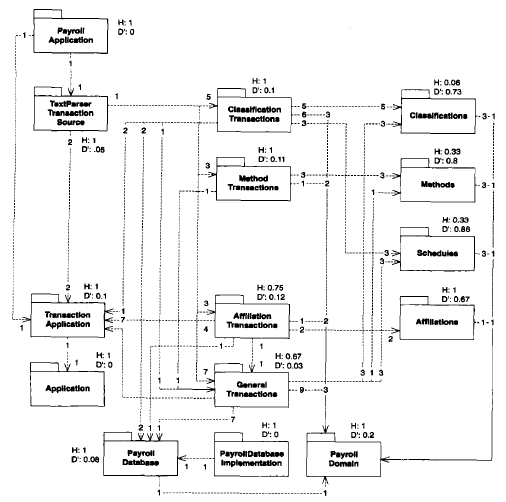 H: 1
D': 0
Payroll
Application
1
1
1
TextParser
Transaction
Source
H: 1
D': .05
1
2
5
H: 1
D': 0.1
Classification
Transactions
2
2
1
5
6
3
3
5
3
H: 0.06
D': 0.73
Classifications
3-1
H: 1
D': 0.11
Method
Transactions
3
1
3
1
2
3
1
H: 0.33
D': 0.8
Methods
3-1
H: 0.33
D': 0.88
Schedules
3
3
3-1
2
H: 1
D': 0.1
Transaction
Application
1
1
7
3
4
H: 0.75
D': 0.12
Affiliation
Transactions
1
2
2
2
H: 1
D': 0.67
Affiliations
1-1
1
1
1
1
Application
H: 1
D': 0
7
1
1
H: 0.67
D': 0.03
General
Transactions
9
3
3
1
3
7
2
1
1
H: 1
D': 0.08
Payroll
Database
1
1
H: 1
D': 0
PayrollDatabase
Implementation
H: 1
D': 0.2
Payroll
Domain
1
1